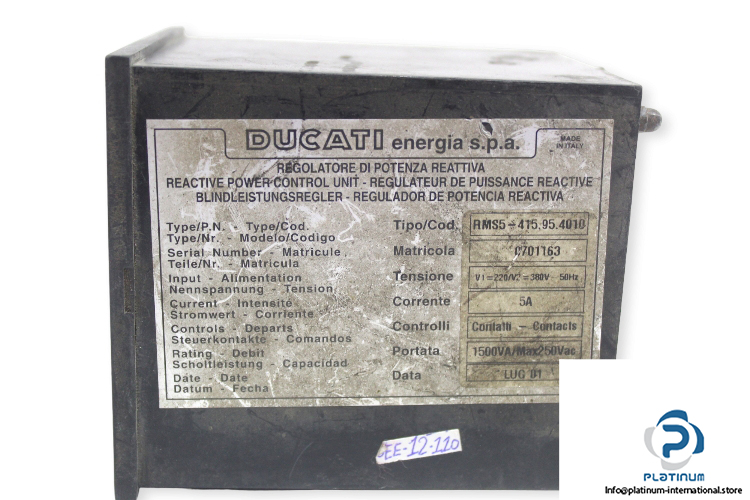 DUCATI energia s.p.a.
MADE
IN ITALY
REGOLATORE DI POTENZA REATTIVA
REACTIVE POWER CONTROL UNIT - REGULATEUR DE PUISSANCE REACTIVE
BLINDLEISTUNGSREGLER - REGULADOR DE POTENCIA REACTIVA
Type/P.N. - Type/Cod. Tipo/Cod. RMS5-415.95.4010
Type/Nr. - Modelo/Codigo
Serial Number - Matricule Matricola 0701163
Teile/Nr. - Matricula
Input - Alimentation Tensione V1=220/V2=380V 50Hz
Nennspannung - Tension
Current - Intensité Corrente 5A
Stromwert - Corriente
Controls - Departs Controlli Contatti - Contacts
Steuerkontakte - Comandos
Rating - Debit Portata 1500VA/Max250Vac
Scholtleistung - Capacidad
Date - Date Data LUG 01
Datum - Fecha
EE-12-110
PLATINUM
INTERNATIONAL
Info@platinum-international.store